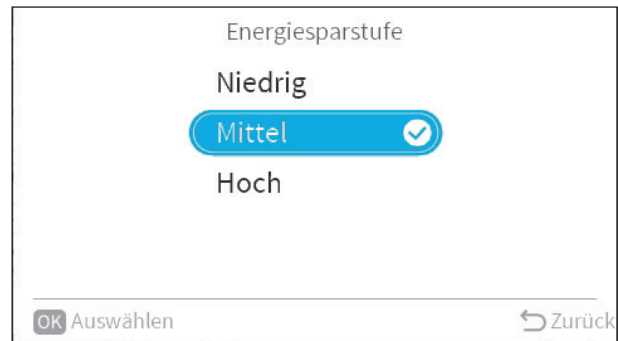 Energiesparstufe
Niedrig
Mittel
Hoch
OK Auswählen Zurück